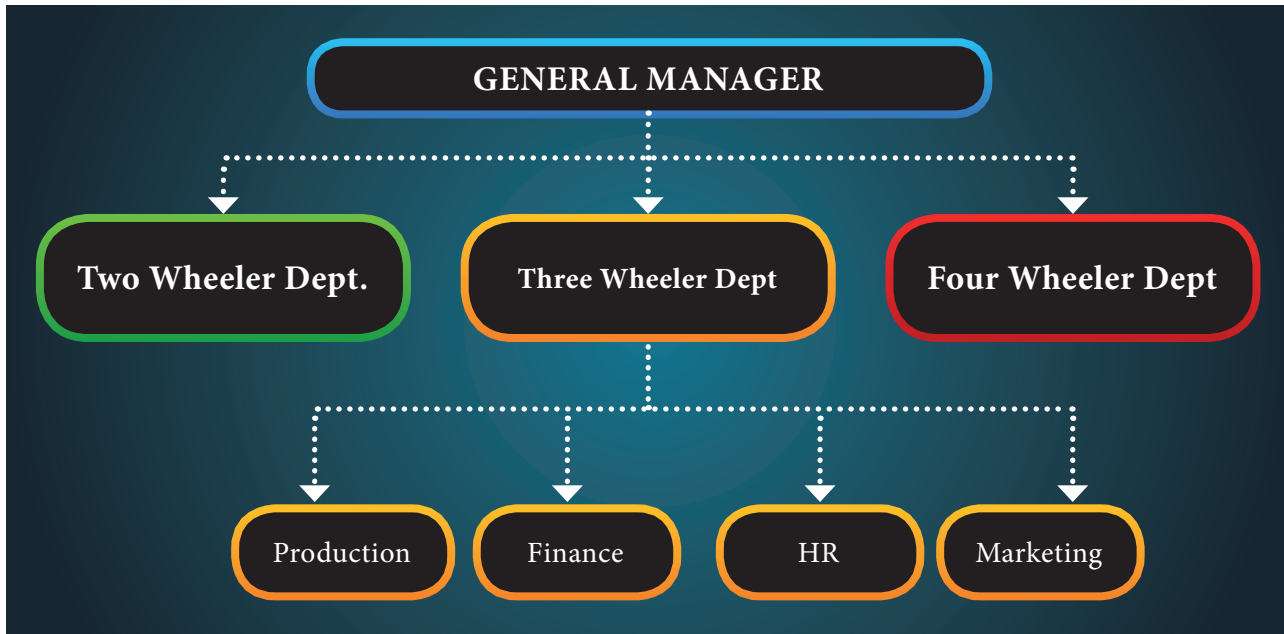 GENERAL MANAGER
Two Wheeler Dept.
Three Wheeler Dept
Four Wheeler Dept
Production
Finance
HR
Marketing